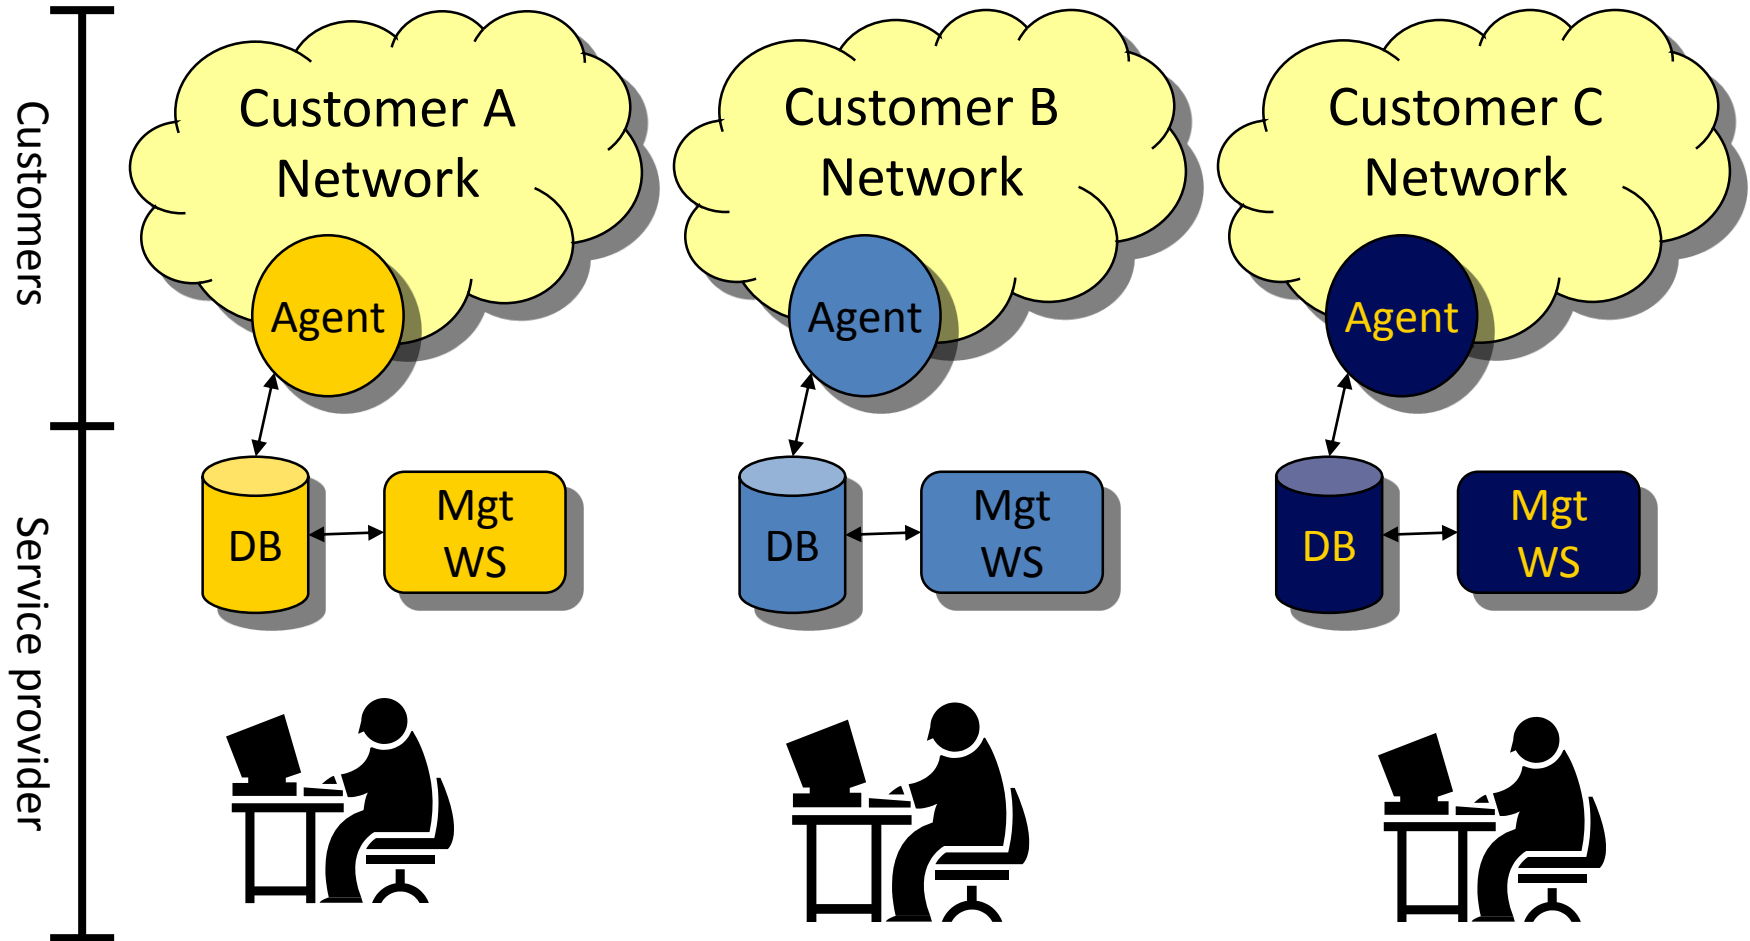 Customers
Customer A
Network
Customer B
Network
Customer C
Network
Agent
Agent
Agent
Service provider
DB
Mgt
WS
DB
Mgt
WS
DB
Mgt
WS